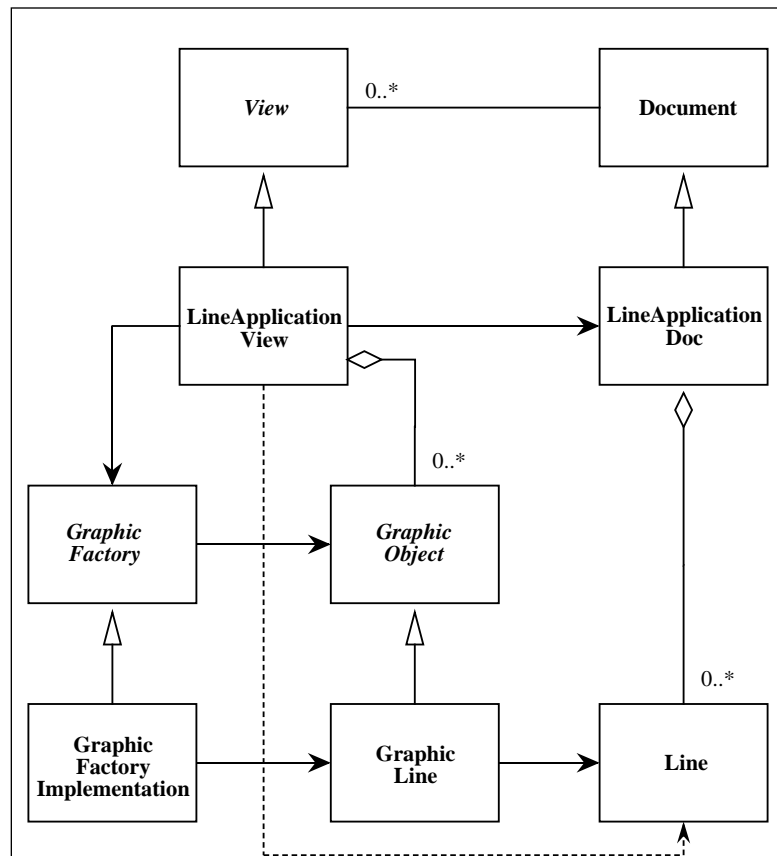 View
0..*
Document
LineApplication
View
LineApplication
Doc
0..*
Graphic
Factory
Graphic
Object
0..*
Graphic
Factory
Implementation
Graphic
Line
Line